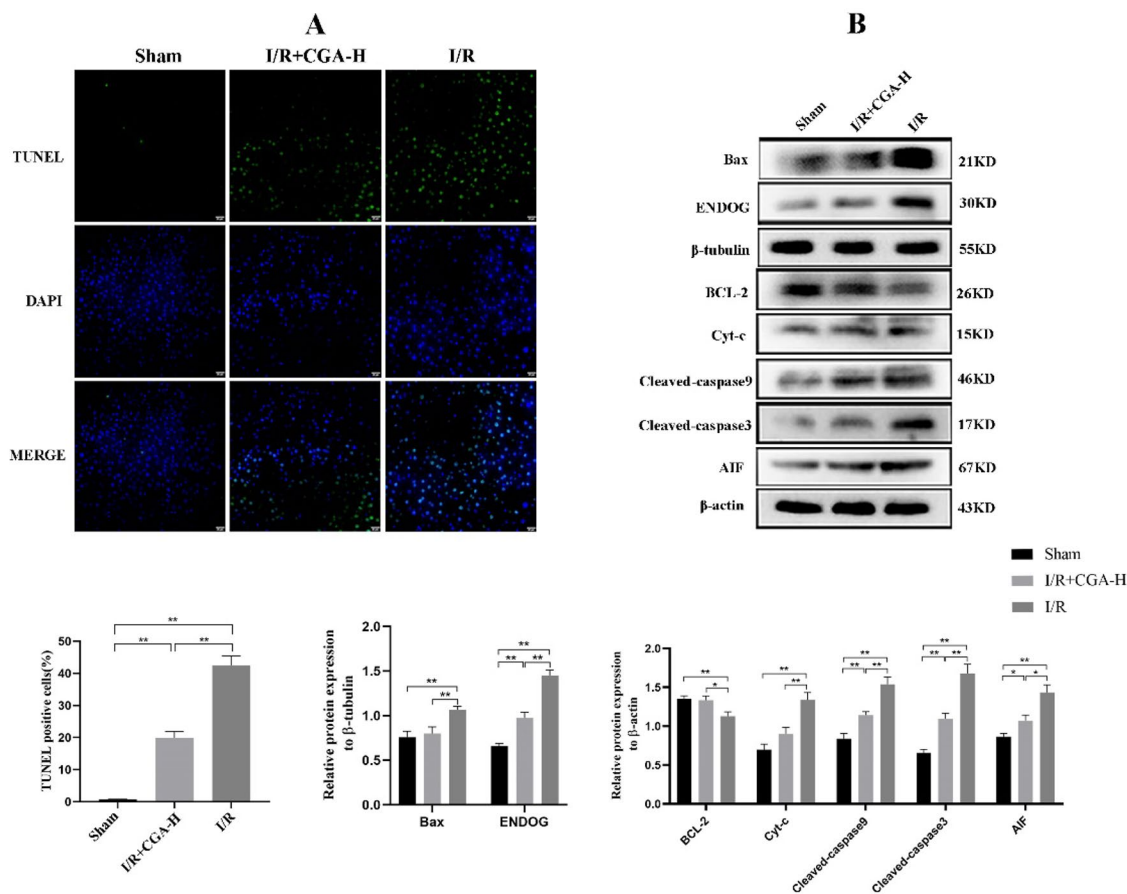 A
Sham
I/R+CGA-H
I/R
TUNEL
DAPI
MERGE
B
Sham
I/R+CGA-H
I/R
Bax
21KD
ENDOG
30KD
β-tubulin
55KD
BCL-2
26KD
Cyt-c
15KD
Cleaved-caspase9
46KD
Cleaved-caspase3
17KD
AIF
67KD
β-actin
43KD
Sham
I/R+CGA-H
I/R
TUNEL positive cells(%)
50
40
30
20
10
0
**
**
**
Sham
I/R+CGA-H
I/R
Relative protein expression
to β-tubulin
2.0
1.5
1.0
0.5
0.0
**
**
**
**
**
Bax
ENDOG
Relative protein expression
to β-actin
2.0
1.5
1.0
0.5
0.0
**
*
**
**
**
**
**
**
**
**
**
*
*
BCL-2
Cyt-c
Cleaved-caspase9
Cleaved-caspase3
AIF